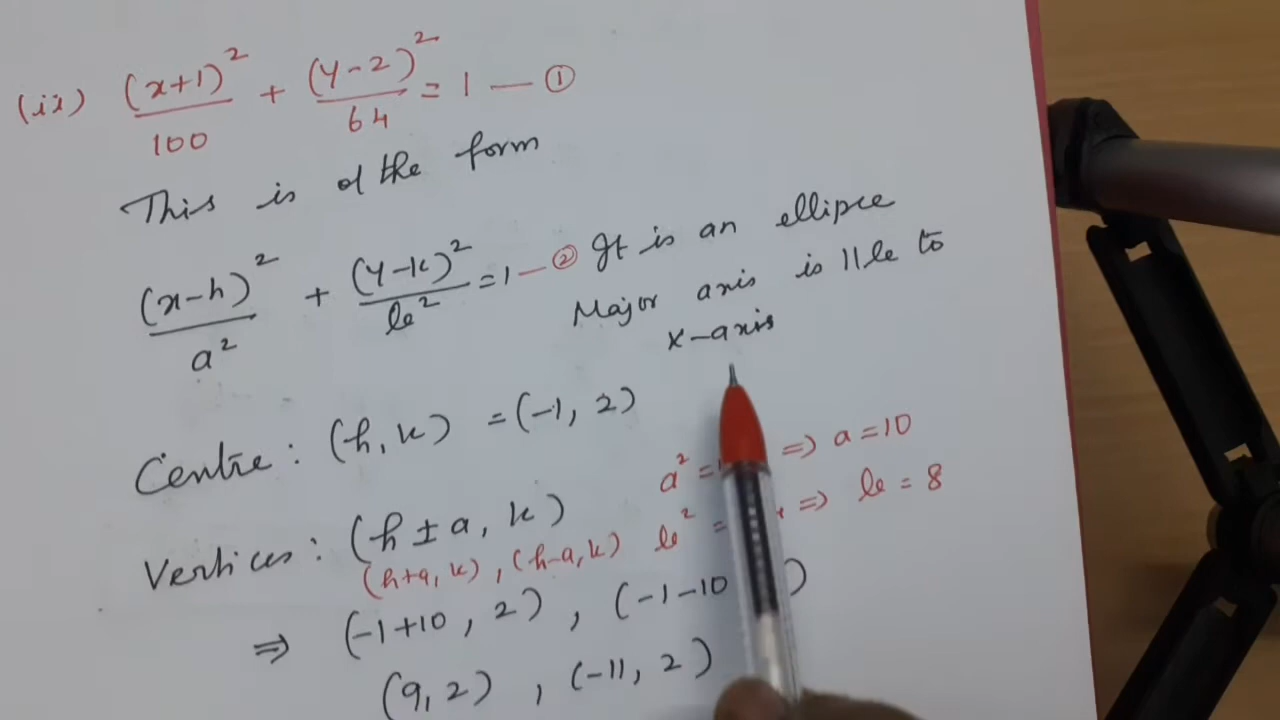 (ii) (x+1)²/100 + (y-2)²/64 = 1 — ①
This is of the form
(x-h)²/a² + (y-k)²/b² = 1 — ② It is an ellipse
Major axis is ||le to
x-axis
Centre : (h, k) = (-1, 2)
a² = => a = 10
Vertices : (h ± a, k) b² = => b = 8
(h+a, k), (h-a, k)
=> (-1+10, 2), (-1-10 )
(9, 2), (-11, 2)